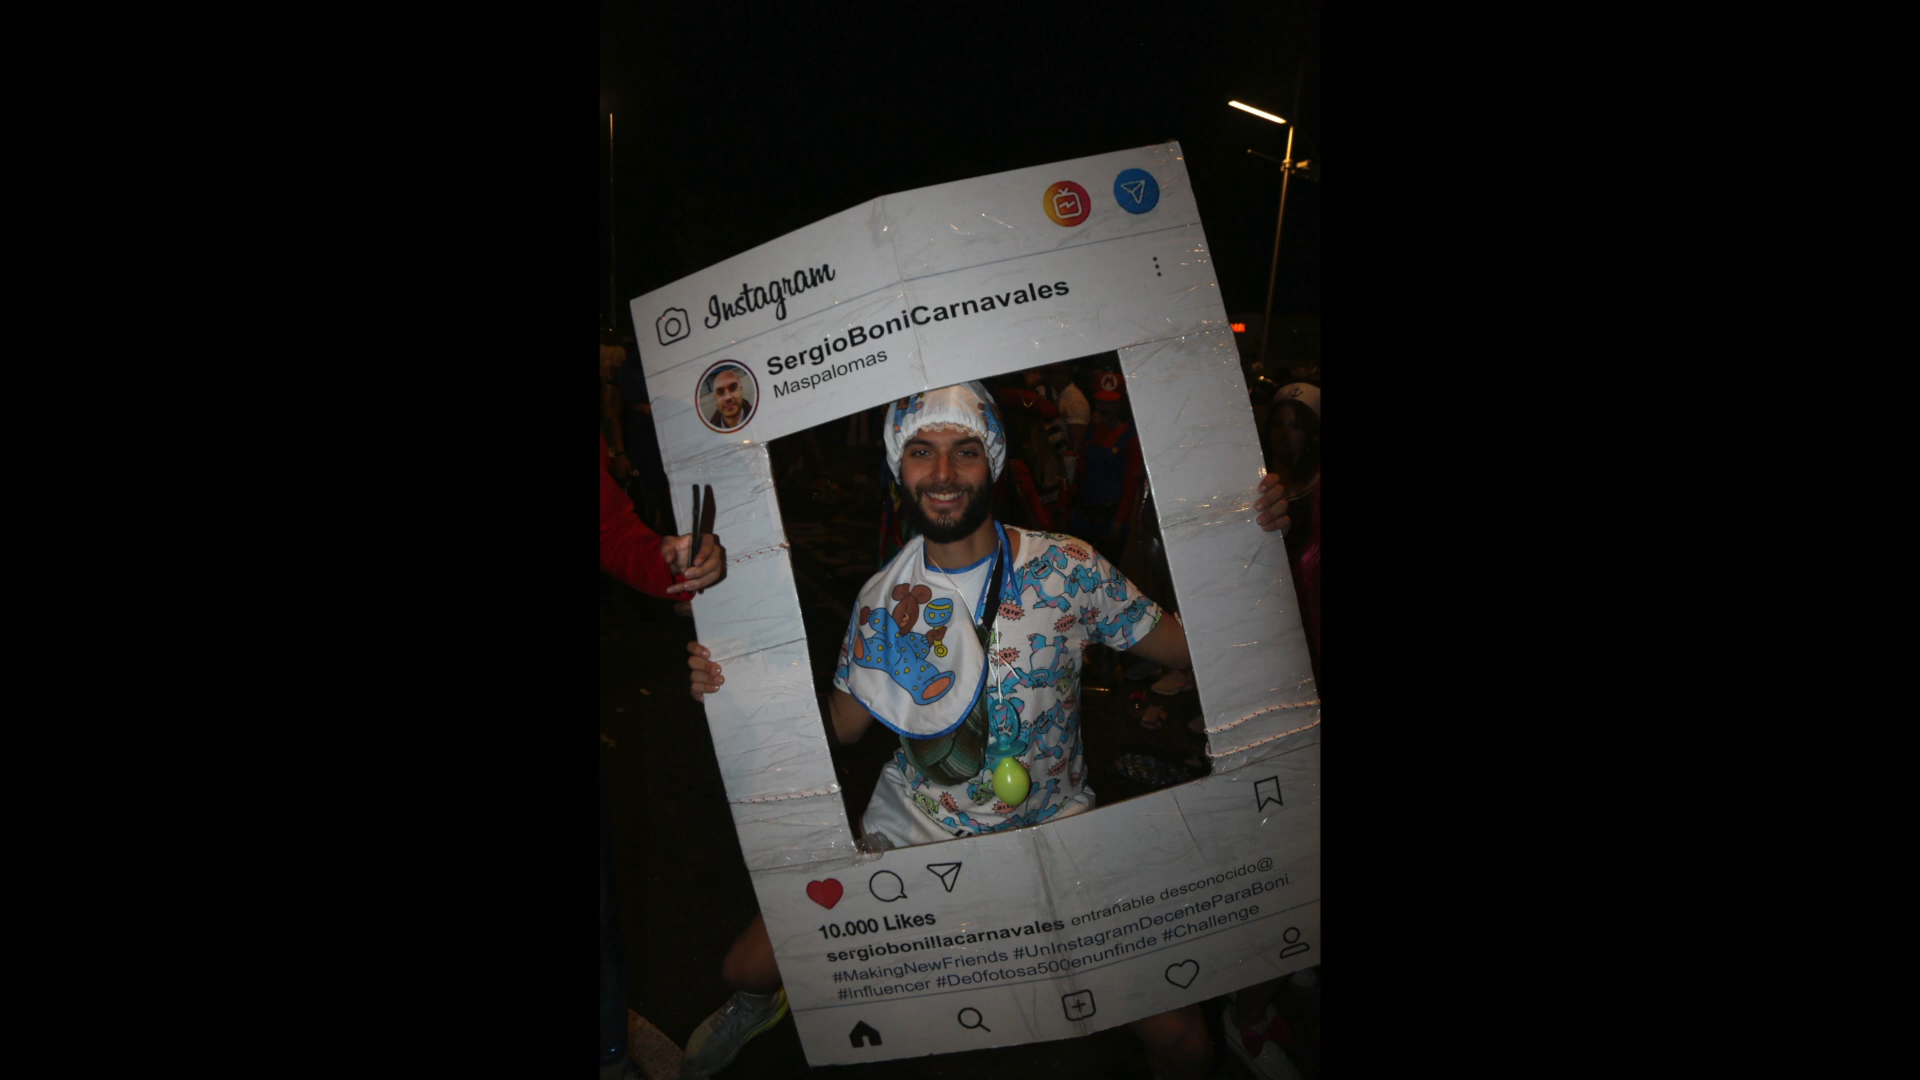 Instagram
SergioBoniCarnavales
Maspalomas
10.000 Likes
sergiobonillacarnavales entrañable desconocido@
#MakingNewFriends #UnInstagramDecenteParaBoni
#Influencer #De0fotosa500enunfinde #Challenge